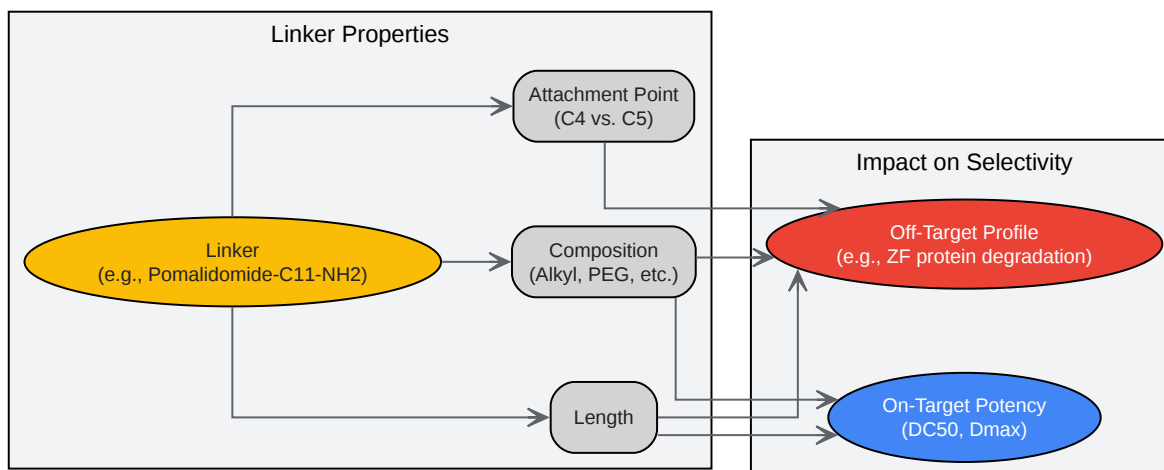 Linker Properties
Attachment Point
(C4 vs. C5)
Impact on Selectivity
Linker
(e.g., Pomalidomide-C11-NH2)
Composition
(Alkyl, PEG, etc.)
Off-Target Profile
(e.g., ZF protein degradation)
Length
On-Target Potency
(DC50, Dmax)